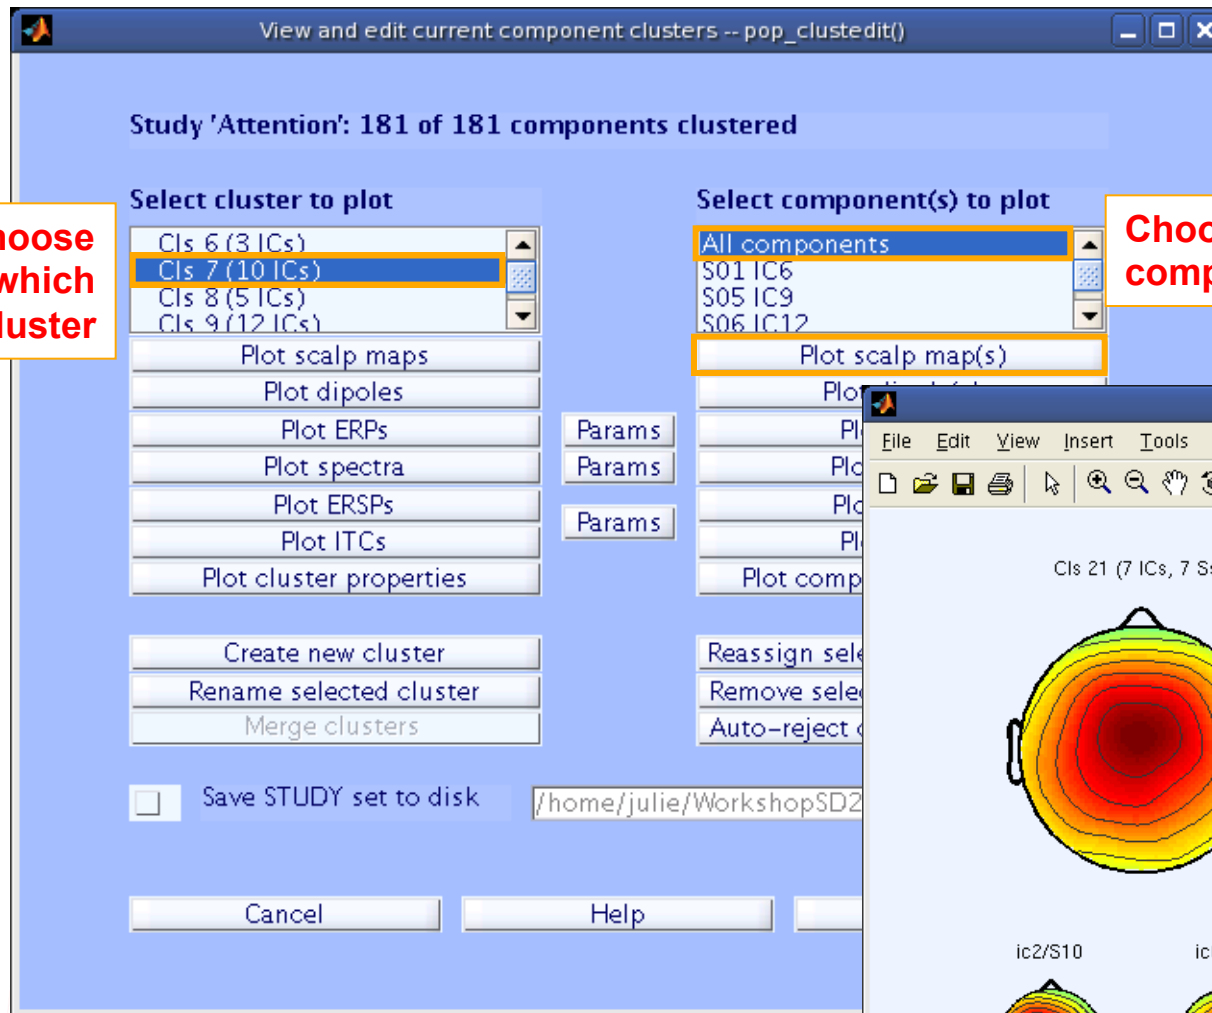 View and edit current component clusters -- pop_clustedit()
Study 'Attention': 181 of 181 components clustered
Select cluster to plot
Select component(s) to plot
which
Cls 6 (3 ICs)
Cls 7 (10 ICs)
Cls 8 (5 ICs)
Cls 9 (12 ICs)
All components
S01 IC6
S05 IC9
S06 IC12
Plot scalp maps
Plot scalp map(s)
Plot dipoles
Plot ERPs
Params
Plot spectra
Params
Plot ERSPs
Params
Plot ITCs
Plot cluster properties
Plot comp
Create new cluster
Reassign sele
Rename selected cluster
Remove selec
Merge clusters
Auto-reject
Save STUDY set to disk
/home/julie/WorkshopSD2
Cancel
Help
File Edit View Insert Tools
Cls 21 (7 ICs, 7 Ss
ic2/S10
ic